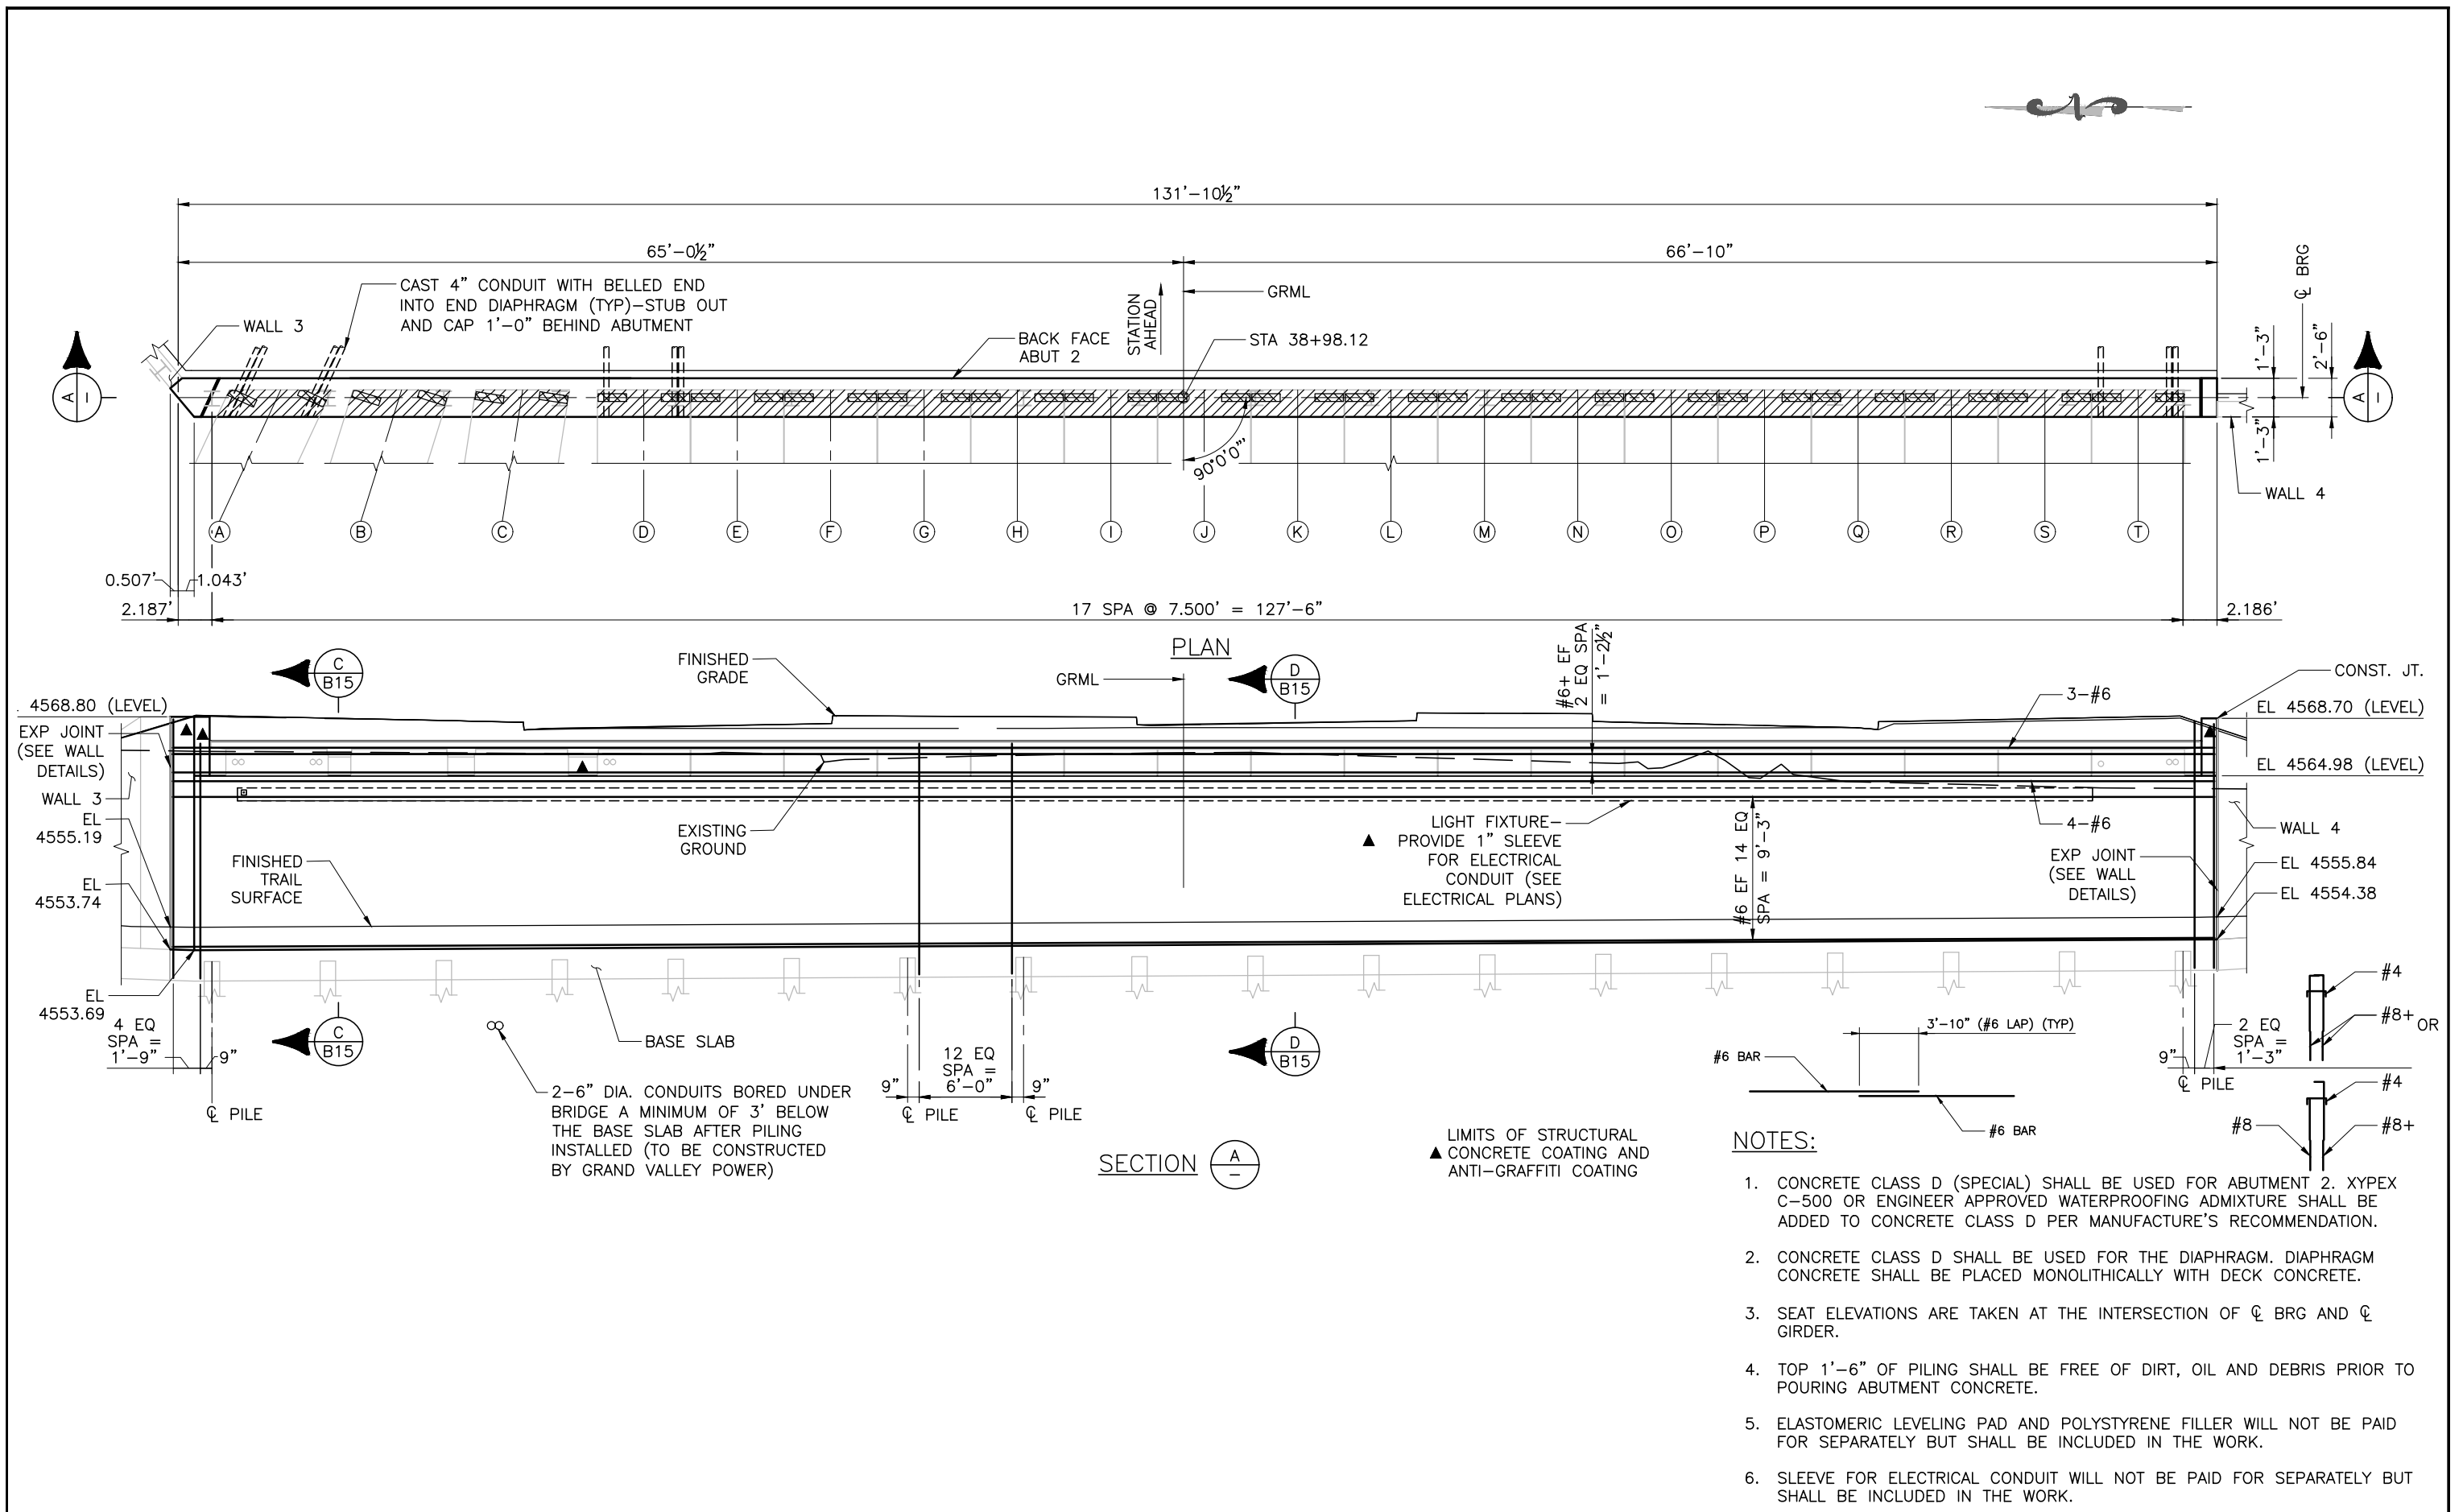 131'-10½"
65'-0½"
66'-10"
CAST 4" CONDUIT WITH BELLED END
INTO END DIAPHRAGM (TYP)-STUB OUT
AND CAP 1'-0" BEHIND ABUTMENT
WALL 3
STATION
AHEAD
GRML
BACK FACE
ABUT 2
STA 38+98.12
℄ BRG
1'-3"
2'-6"
1'-3"
A
–
A
–
90°0'0"
WALL 4
A B C D E F G H I J K L M N O P Q R S T
0.507'
1.043'
2.187'
17 SPA @ 7.500' = 127'-6"
2.186'
PLAN
C
B15
FINISHED
GRADE
GRML
D
B15
#6+ EF
2 EQ SPA
= 1'-2½"
3-#6
CONST. JT.
. 4568.80 (LEVEL)
EL 4568.70 (LEVEL)
EXP JOINT
(SEE WALL
DETAILS)
EL 4564.98 (LEVEL)
WALL 3
EL
4555.19
EXISTING
GROUND
LIGHT FIXTURE-
PROVIDE 1" SLEEVE
FOR ELECTRICAL
CONDUIT (SEE
ELECTRICAL PLANS)
#6 EF 14 EQ
SPA = 9'-3"
4-#6
WALL 4
FINISHED
TRAIL
SURFACE
EXP JOINT
(SEE WALL
DETAILS)
EL 4555.84
EL
4553.74
EL 4554.38
EL
4553.69
4 EQ
SPA =
1'-9"
9"
℄ PILE
C
B15
BASE SLAB
2-6" DIA. CONDUITS BORED UNDER
BRIDGE A MINIMUM OF 3' BELOW
THE BASE SLAB AFTER PILING
INSTALLED (TO BE CONSTRUCTED
BY GRAND VALLEY POWER)
12 EQ
SPA =
6'-0"
9"
9"
℄ PILE
℄ PILE
D
B15
SECTION
A
–
LIMITS OF STRUCTURAL
CONCRETE COATING AND
ANTI-GRAFFITI COATING
3'-10" (#6 LAP) (TYP)
#6 BAR
#6 BAR
9"
2 EQ
SPA =
1'-3"
℄ PILE
#4
#8+
OR
#4
#8
#8+
NOTES:
1. CONCRETE CLASS D (SPECIAL) SHALL BE USED FOR ABUTMENT 2. XYPEX
C-500 OR ENGINEER APPROVED WATERPROOFING ADMIXTURE SHALL BE
ADDED TO CONCRETE CLASS D PER MANUFACTURE'S RECOMMENDATION.
2. CONCRETE CLASS D SHALL BE USED FOR THE DIAPHRAGM. DIAPHRAGM
CONCRETE SHALL BE PLACED MONOLITHICALLY WITH DECK CONCRETE.
3. SEAT ELEVATIONS ARE TAKEN AT THE INTERSECTION OF ℄ BRG AND ℄
GIRDER.
4. TOP 1'-6" OF PILING SHALL BE FREE OF DIRT, OIL AND DEBRIS PRIOR TO
POURING ABUTMENT CONCRETE.
5. ELASTOMERIC LEVELING PAD AND POLYSTYRENE FILLER WILL NOT BE PAID
FOR SEPARATELY BUT SHALL BE INCLUDED IN THE WORK.
6. SLEEVE FOR ELECTRICAL CONDUIT WILL NOT BE PAID FOR SEPARATELY BUT
SHALL BE INCLUDED IN THE WORK.